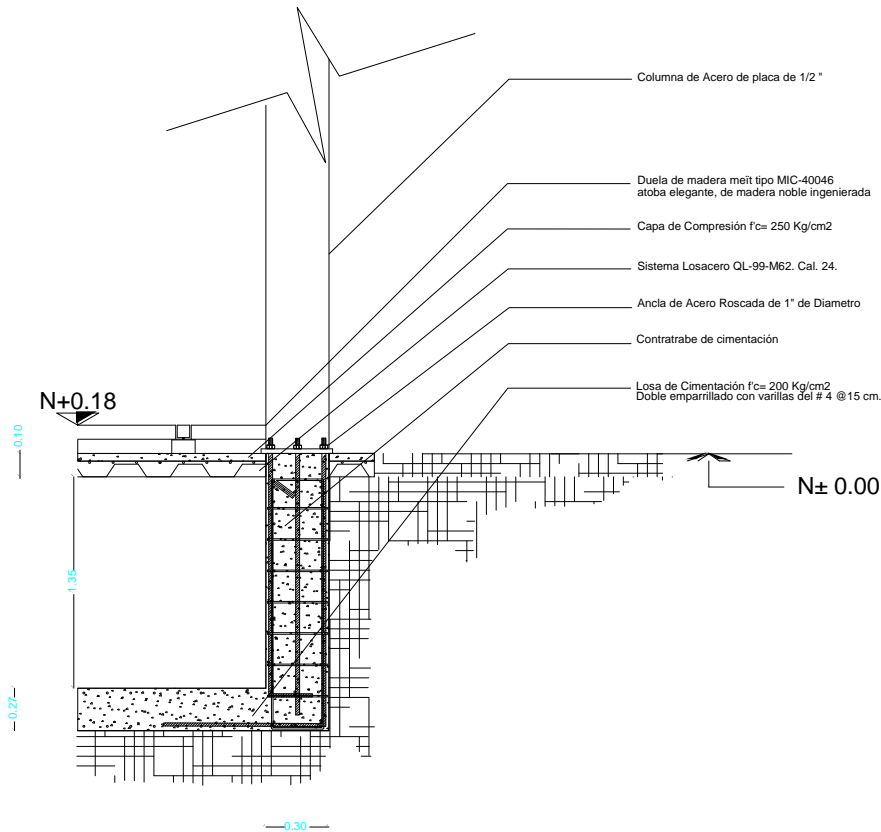 Columna de Acero de placa de 1/2 "
Duela de madera meït tipo MIC-40046
atoba elegante, de madera noble ingenierada
Capa de Compresión f'c= 250 Kg/cm2
Sistema Losacero QL-99-M62. Cal. 24.
Ancla de Acero Roscada de 1" de Diametro
Contratrabe de cimentación
Losa de Cimentación f'c= 200 Kg/cm2
Doble emparrillado con varillas del # 4 @15 cm.
N+0.18
0.10
N± 0.00
1.35
0.27
0.30